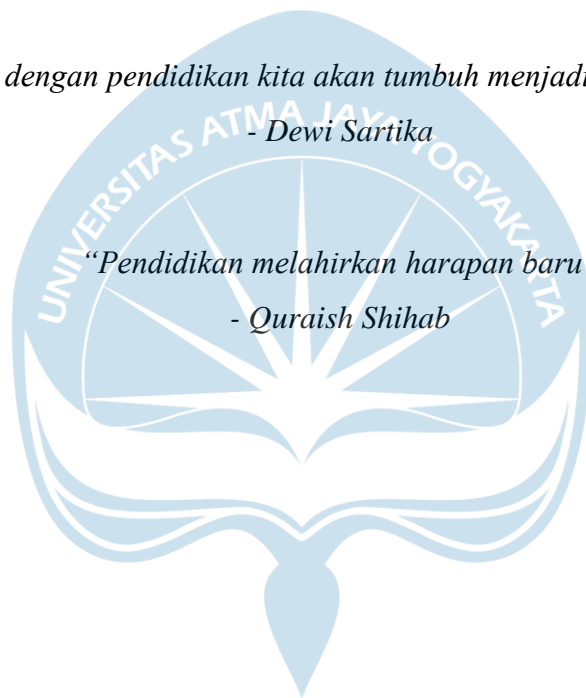 dengan pendidikan kita akan tumbuh menjadi
- Dewi Sartika
UNIVERSITAS ATMA JAYA YOGYAKARTA
“Pendidikan melahirkan harapan baru
- Quraish Shihab